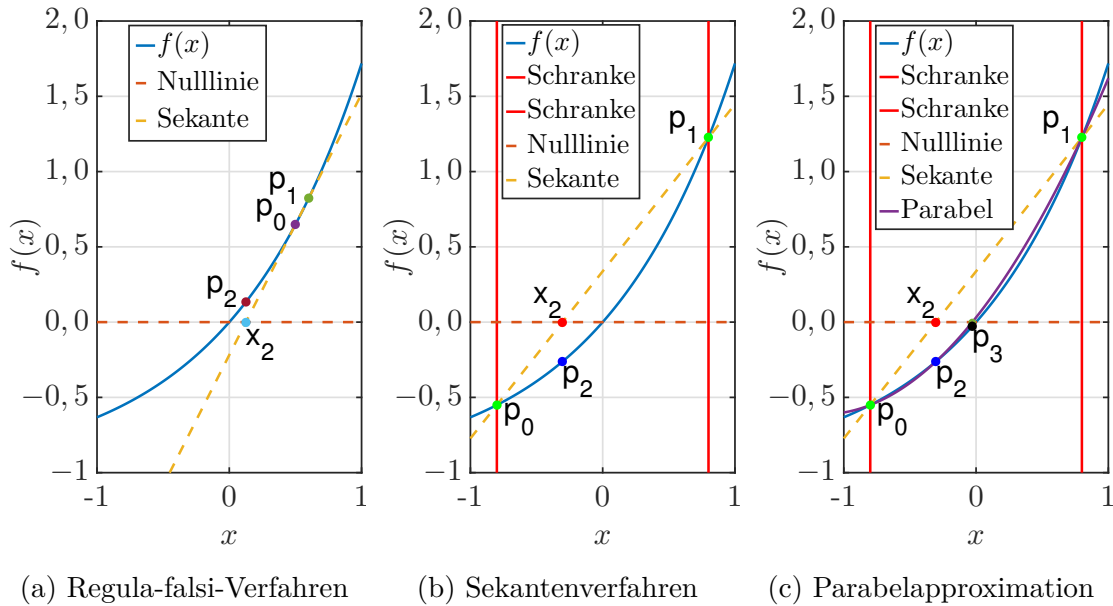 2,0
1,5
1,0
0,5
0,0
−0,5
−1
-1
0
1
f(x)
x
f(x)
Nulllinie
Sekante
p1
p0
p2
x2
(a) Regula-falsi-Verfahren
2,0
1,5
1,0
0,5
0,0
−0,5
−1
-1
0
1
f(x)
x
f(x)
Schranke
Schranke
Nulllinie
Sekante
p1
x2
p2
p0
(b) Sekantenverfahren
2,0
1,5
1,0
0,5
0,0
−0,5
−1
-1
0
1
f(x)
x
f(x)
Schranke
Schranke
Nulllinie
Sekante
Parabel
p1
x2
p3
p2
p0
(c) Parabelapproximation